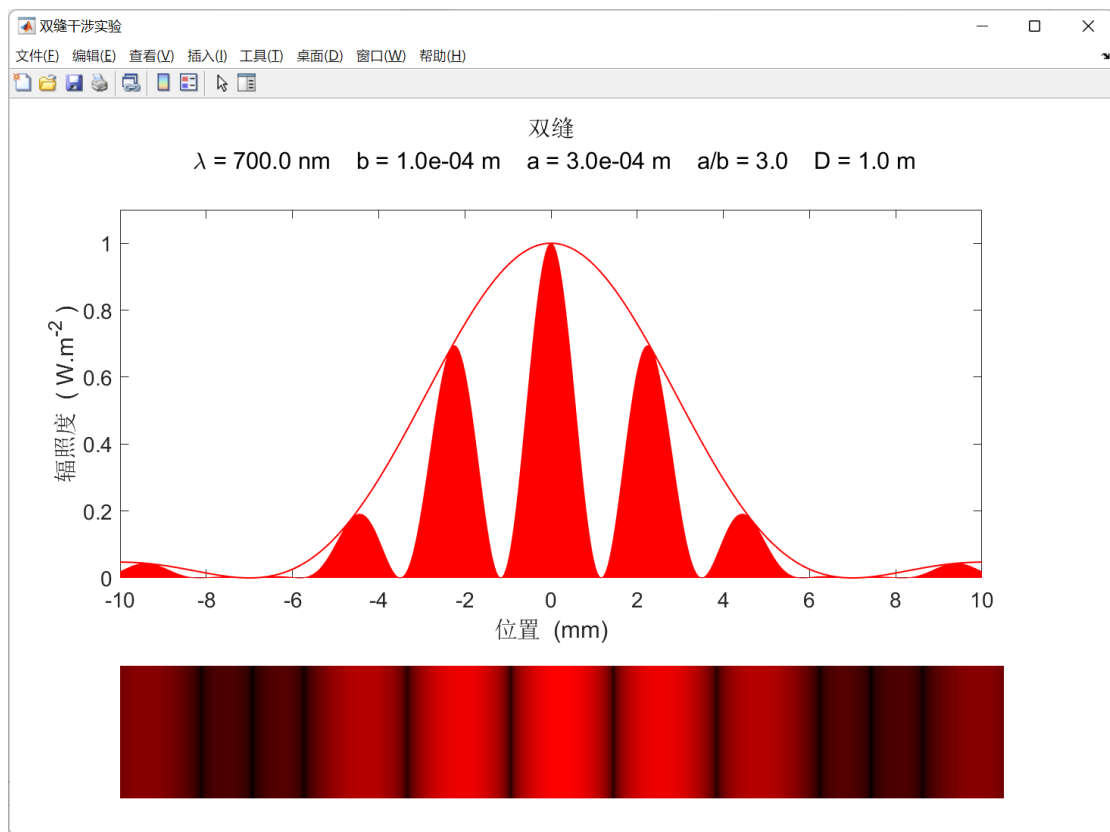 双缝干涉实验
文件(F) 编辑(E) 查看(V) 插入(I) 工具(T) 桌面(D) 窗口(W) 帮助(H)
双缝
λ = 700.0 nm b = 1.0e-04 m a = 3.0e-04 m a/b = 3.0 D = 1.0 m
辐照度 ( W.m-2 )
1
0.8
0.6
0.4
0.2
0
-10 -8 -6 -4 -2 0 2 4 6 8 10
位置 (mm)